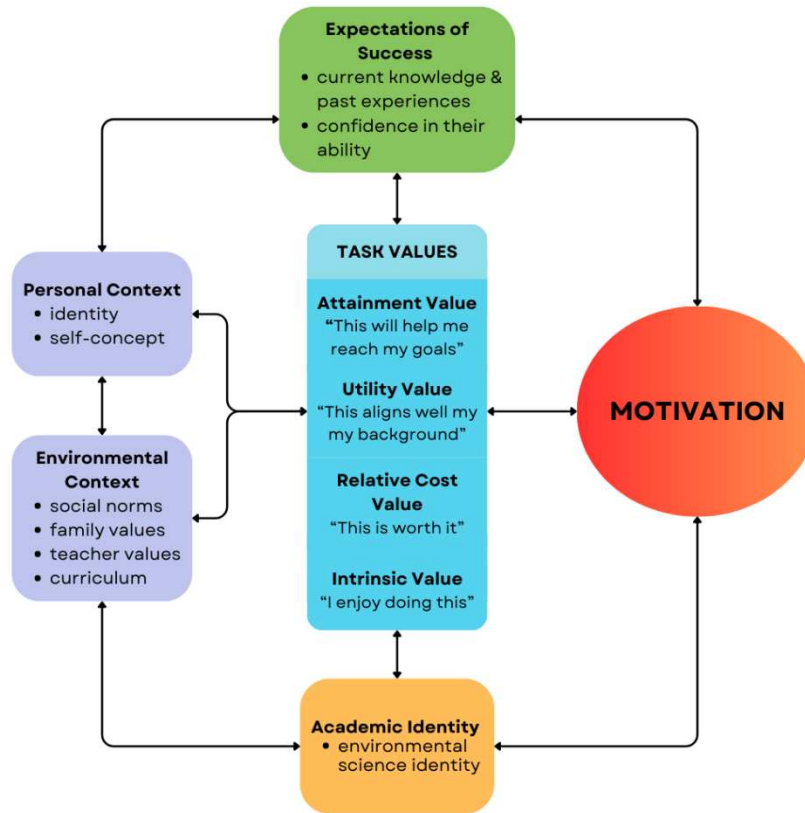 Expectations of
Success
• current knowledge &
past experiences
• confidence in their
ability
TASK VALUES
Attainment Value
“This will help me
reach my goals”
Utility Value
“This aligns well my
my background”
Relative Cost
Value
“This is worth it”
Intrinsic Value
“I enjoy doing this”
Personal Context
• identity
• self-concept
Environmental
Context
• social norms
• family values
• teacher values
• curriculum
MOTIVATION
Academic Identity
• environmental
science identity